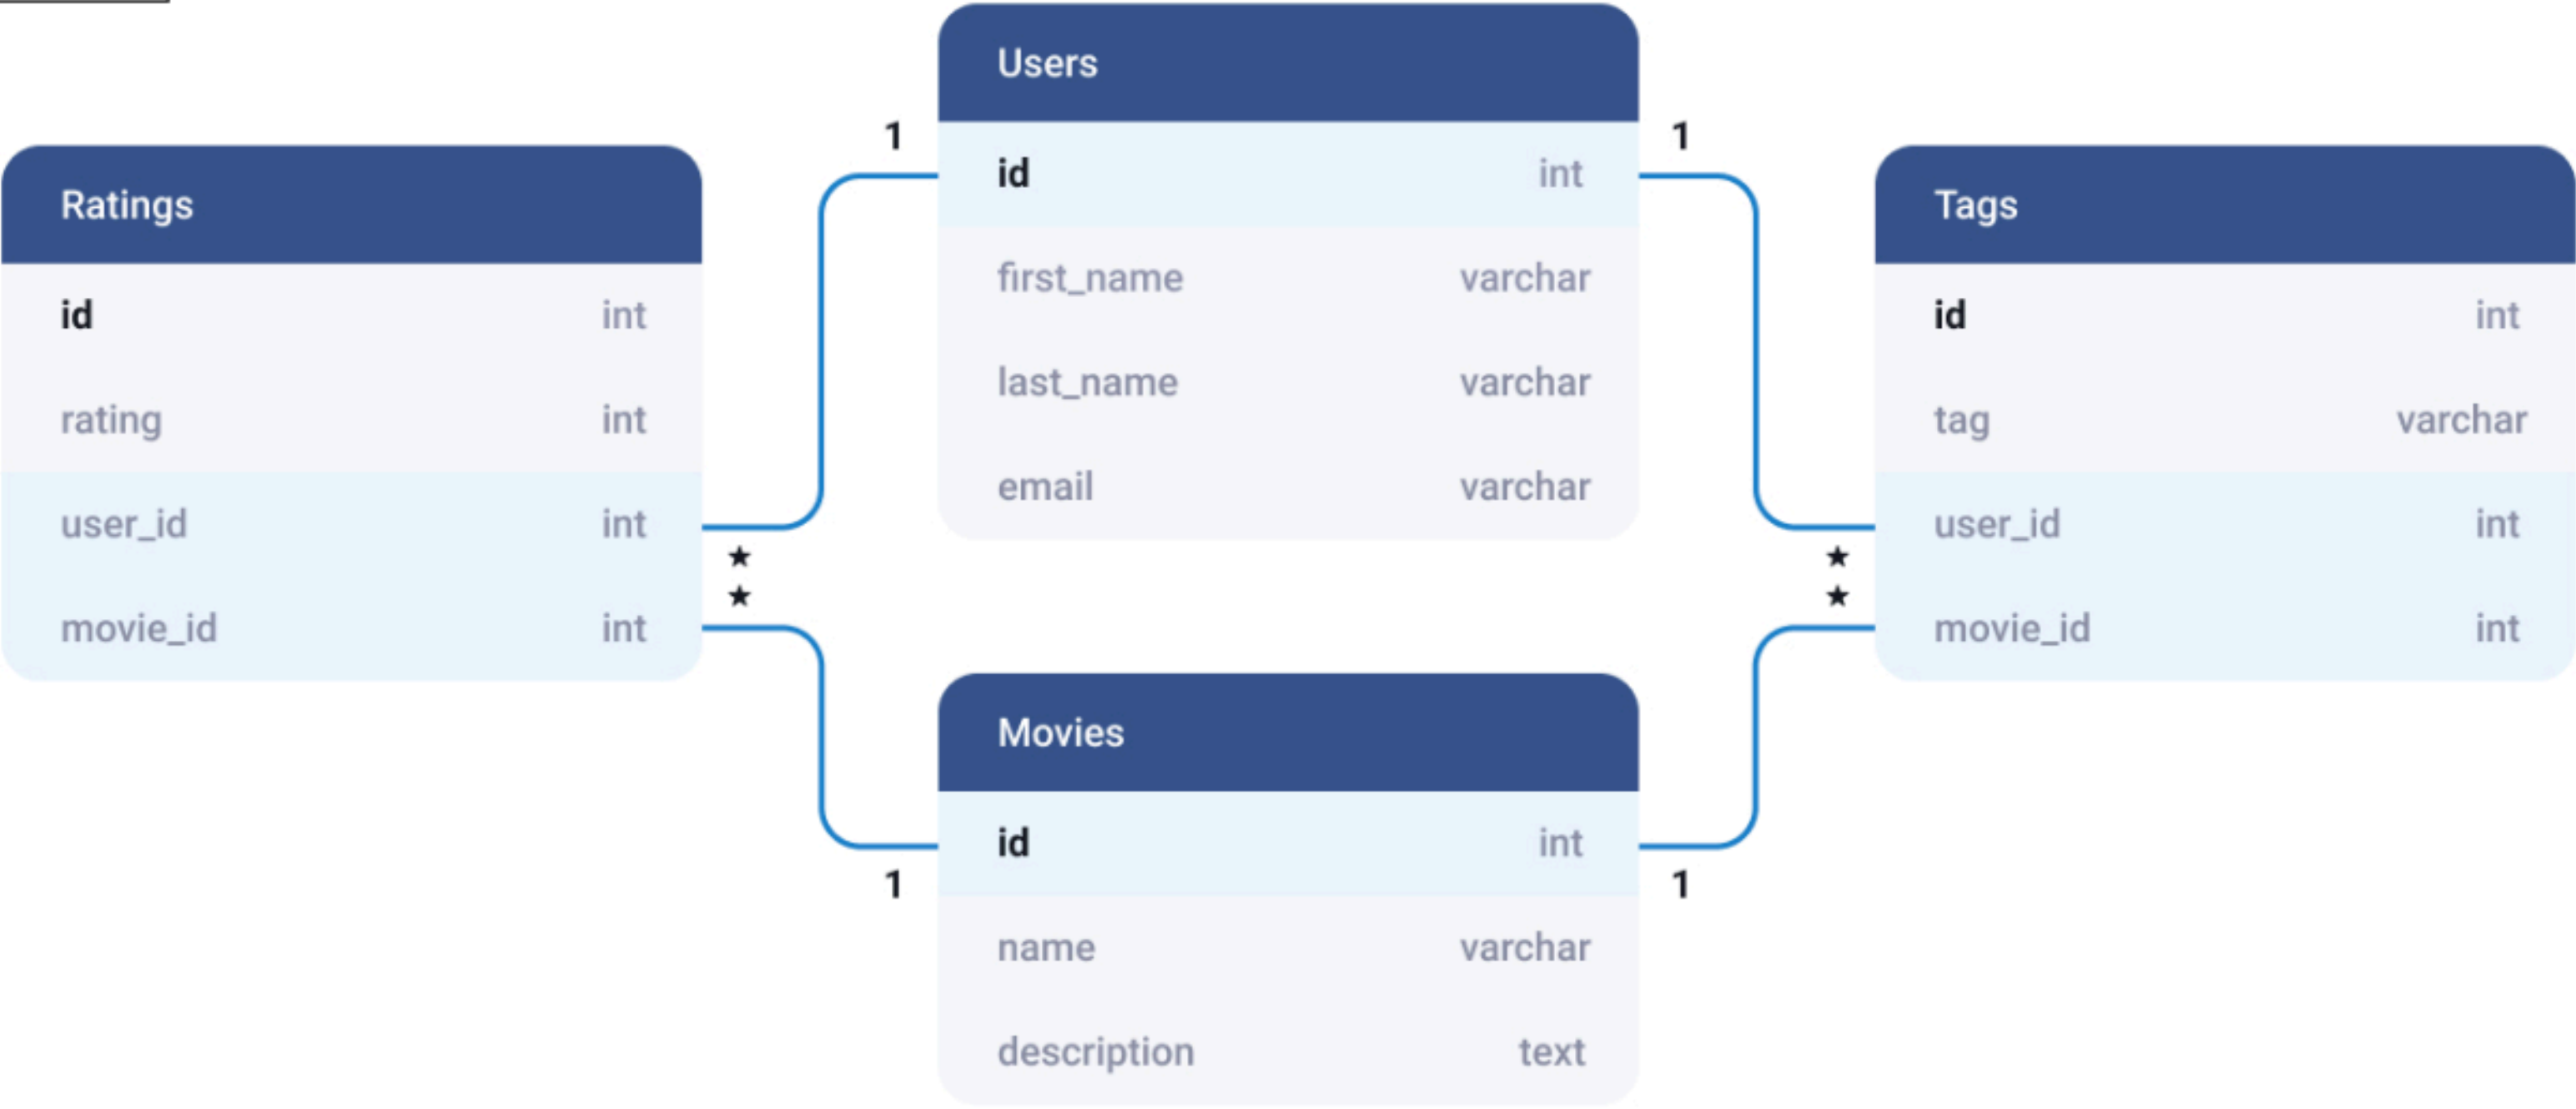 Users
1
id int
first_name varchar
last_name varchar
email varchar
1
Ratings
id int
rating int
user_id int
movie_id int
★
★
Tags
id int
tag varchar
user_id int
movie_id int
★
★
Movies
id int
name varchar
description text
1
1